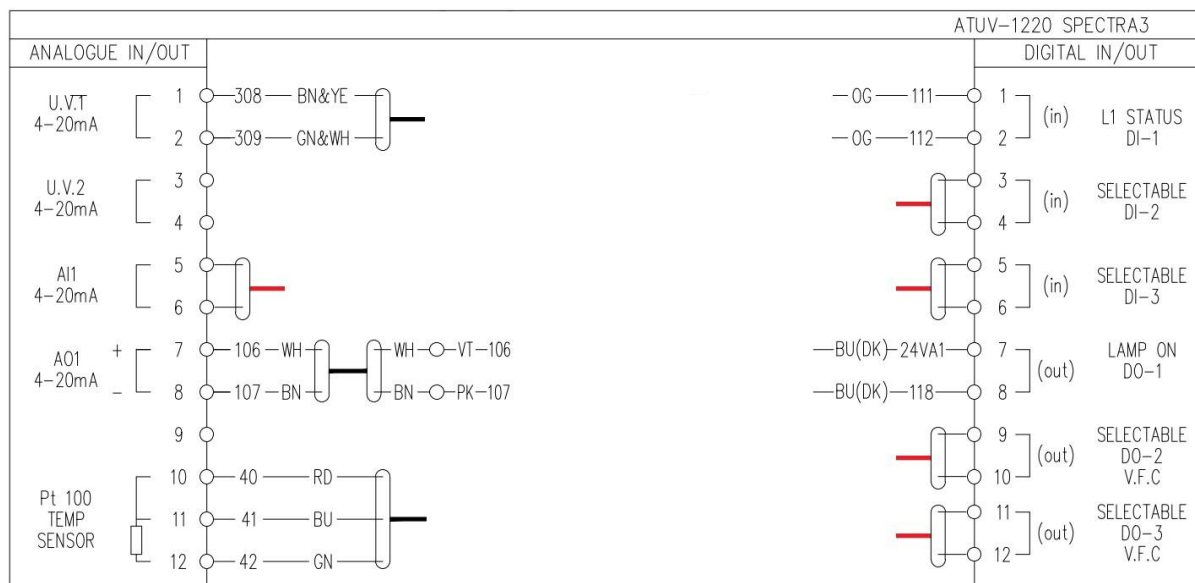 ATUV-1220 SPECTRA3
ANALOGUE IN/OUT
DIGITAL IN/OUT
U.V.1
4-20mA
1
308
BN&YE
2
309
GN&WH
U.V.2
4-20mA
3
4
AI1
4-20mA
5
6
AO1
4-20mA
+
7
106
WH
WH
VT-106
-
8
107
BN
BN
PK-107
9
Pt 100
TEMP
SENSOR
10
40
RD
11
41
BU
12
42
GN
OG
111
1
OG
112
2
(in)
L1 STATUS
DI-1
3
4
(in)
SELECTABLE
DI-2
5
6
(in)
SELECTABLE
DI-3
BU(DK)
24VA1
7
BU(DK)
118
8
(out)
LAMP ON
DO-1
9
10
(out)
SELECTABLE
DO-2
V.F.C
11
12
(out)
SELECTABLE
DO-3
V.F.C